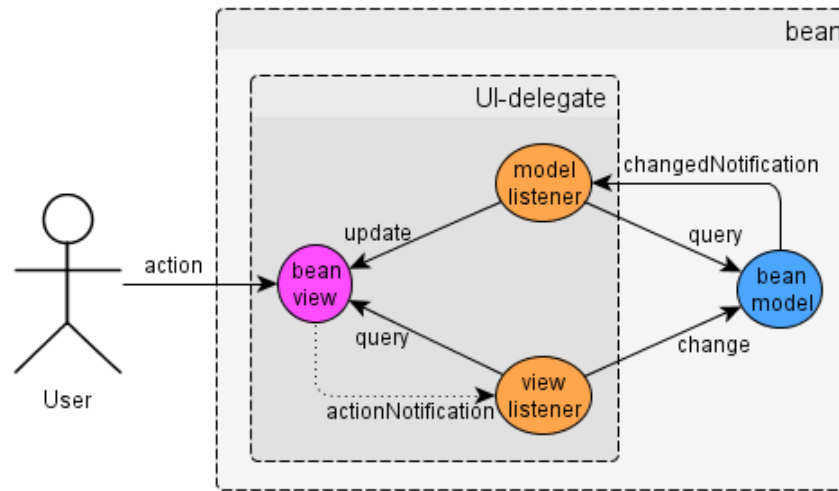 bean
UI-delegate
model
listener
changedNotification
update
query
action
bean
view
bean
model
query
change
view
listener
actionNotification
User